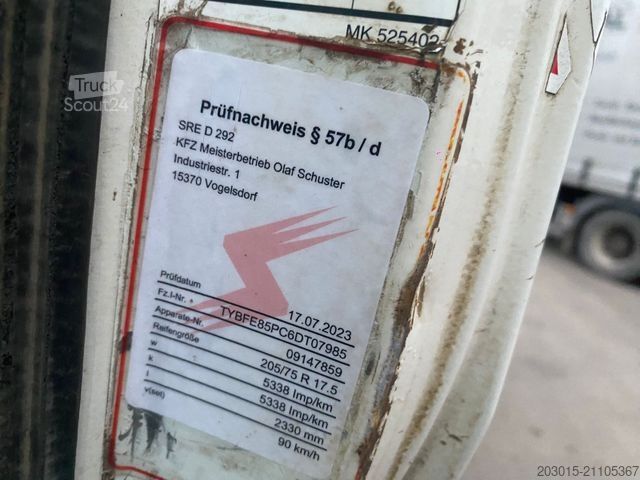 MK 525402
Truck
Scout24
Prüfnachweis § 57b / d
SRE D 292
KFZ Meisterbetrieb Olaf Schuster
Industriestr. 1
15370 Vogelsdorf
Prüfdatum 17.07.2023
Fz.I-Nr. TYBFE85PC6DT07985
Apparate-Nr. 09147859
Reifengröße 205/75 R 17.5
w 5338 Imp/km
k 5338 Imp/km
l 2330 mm
v(set) 90 km/h
203015-21105367